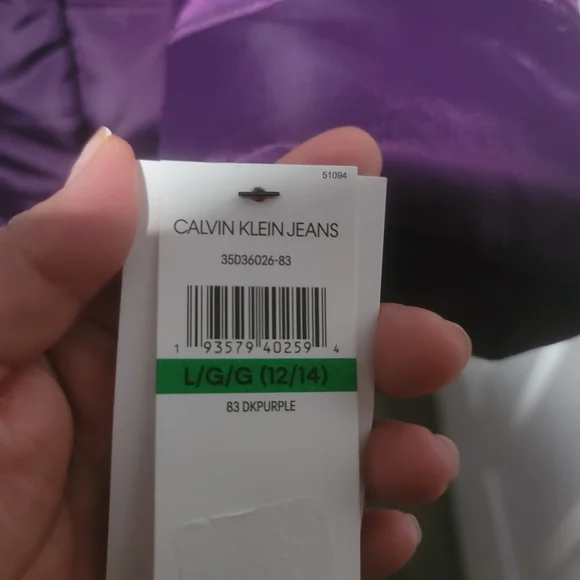 51094
CALVIN KLEIN JEANS
35D36026-83
1 93579 40259 4
L/G/G (12/14)
83 DKPURPLE